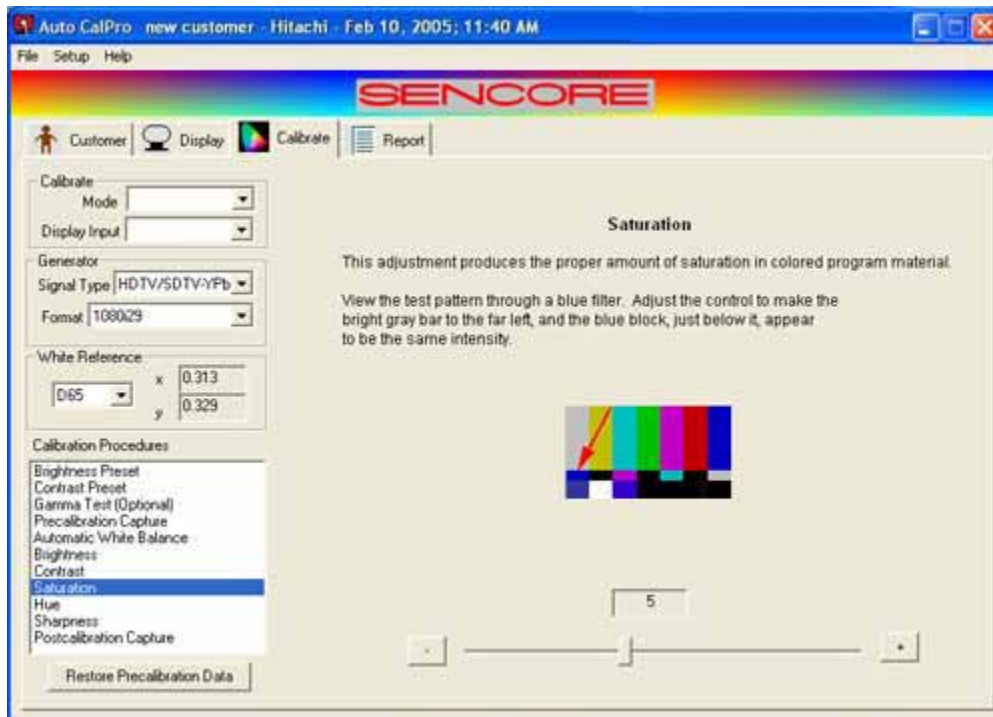 Auto CalPro new customer - Hitachi - Feb 10, 2005; 11:40 AM
File Setup Help
SENCORE
Customer Display Calibrate Report
Calibrate
Mode
Display Input
Generator
Signal Type HDTV/SDTV-YPb
Format 1080i29
White Reference
D65
x 0.313
y 0.329
Calibration Procedures
Brightness Preset
Contrast Preset
Gamma Test (Optional)
Precalibration Capture
Automatic White Balance
Brightness
Contrast
Saturation
Hue
Sharpness
Postcalibration Capture
Restore Precalibration Data
Saturation
This adjustment produces the proper amount of saturation in colored program material.
View the test pattern through a blue filter. Adjust the control to make the
bright gray bar to the far left, and the blue block, just below it, appear
to be the same intensity.
5
- +